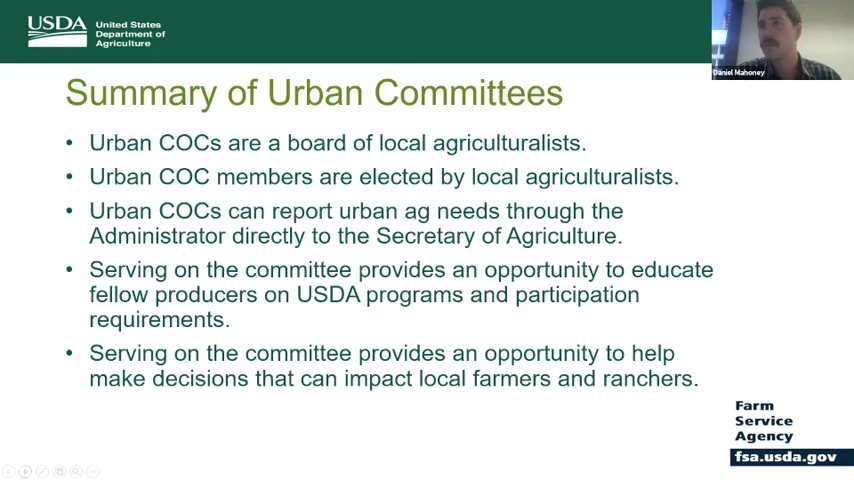 USDA
United States
Department of
Agriculture
Daniel Mahoney
Summary of Urban Committees
• Urban COCs are a board of local agriculturalists.
• Urban COC members are elected by local agriculturalists.
• Urban COCs can report urban ag needs through the
Administrator directly to the Secretary of Agriculture.
• Serving on the committee provides an opportunity to educate
fellow producers on USDA programs and participation
requirements.
• Serving on the committee provides an opportunity to help
make decisions that can impact local farmers and ranchers.
Farm
Service
Agency
fsa.usda.gov